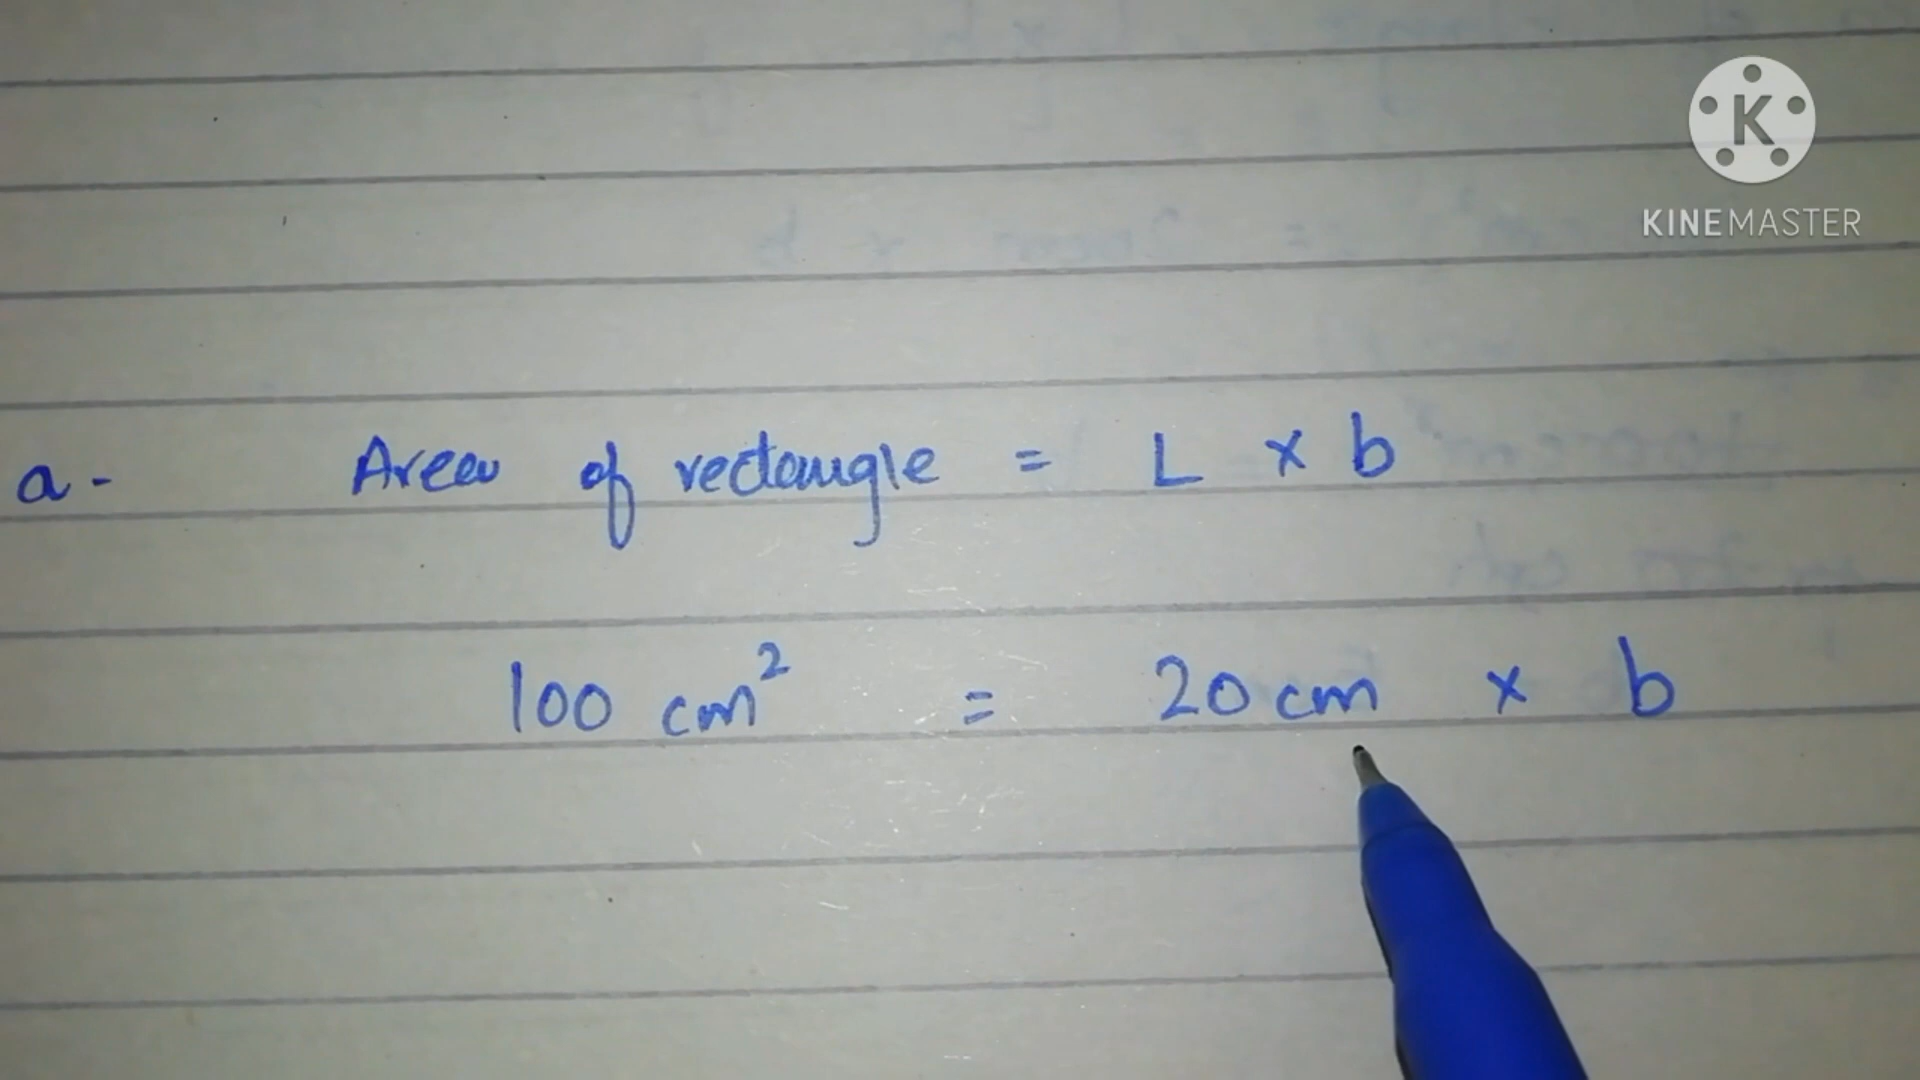 K
KINEMASTER
a - Area of rectangle = L × b
100 cm² = 20 cm × b